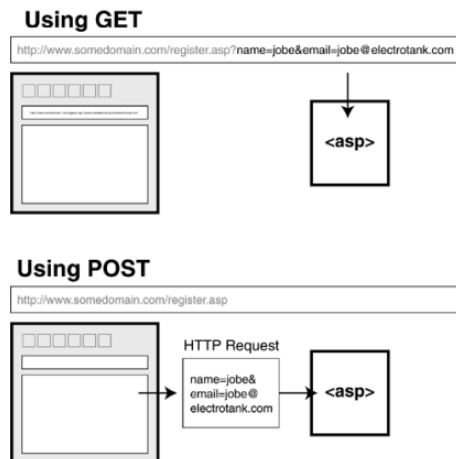 Using GET
http://www.somedomain.com/register.asp?name=jobe&email=jobe@electrotank.com
<asp>
Using POST
http://www.somedomain.com/register.asp
HTTP Request
name=jobe&
email=jobe@
electrotank.com
<asp>